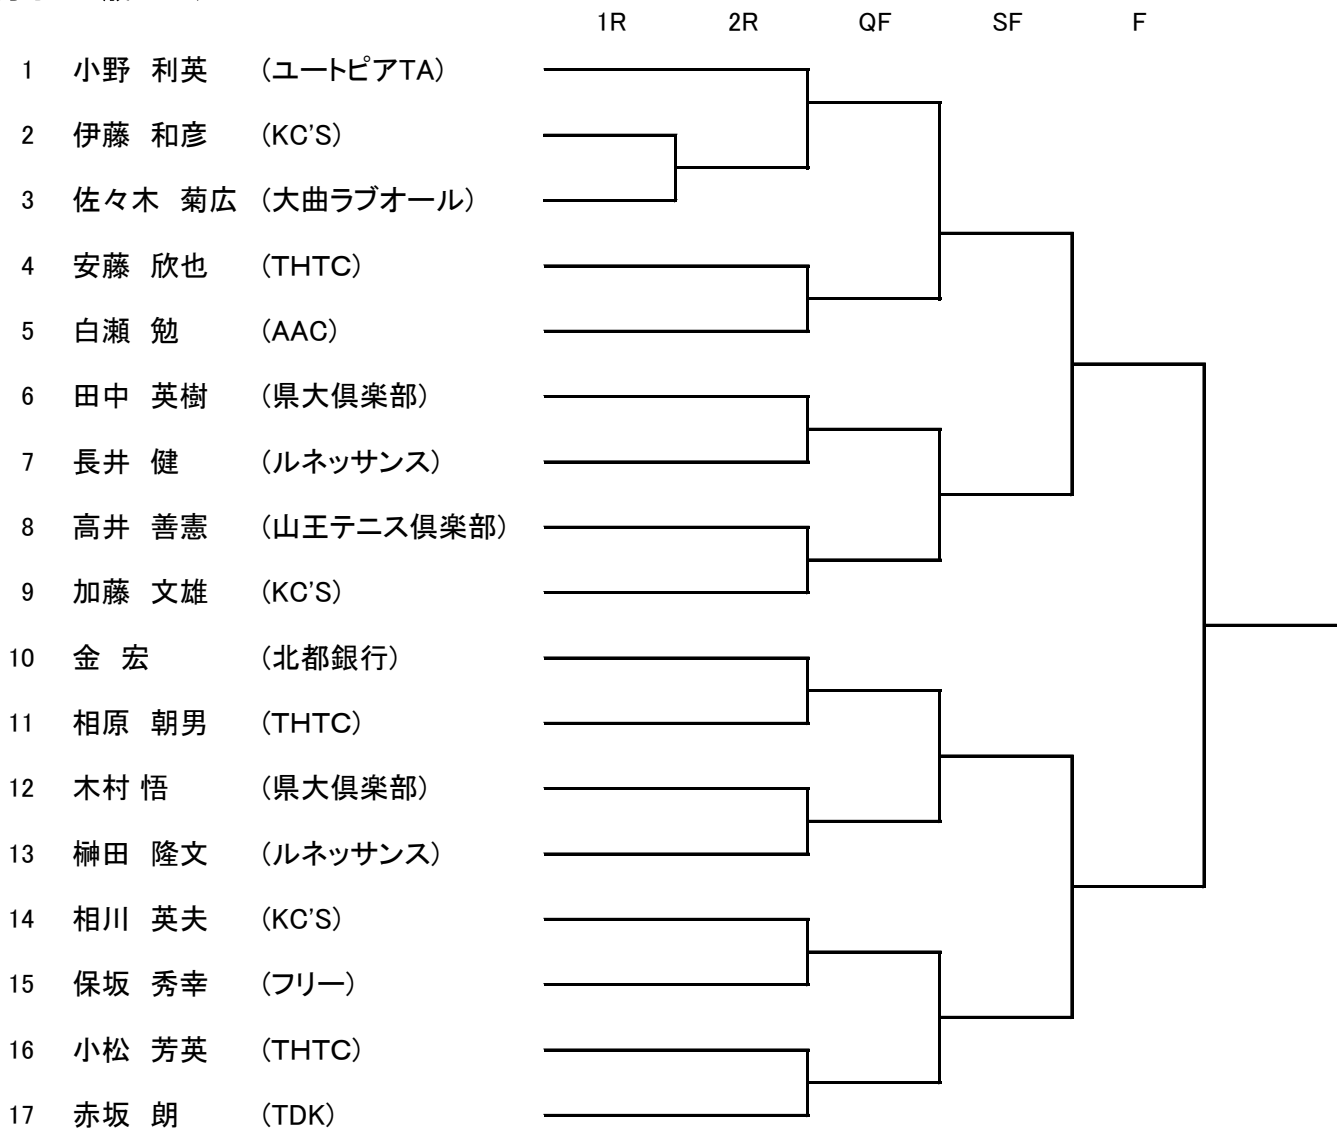 1R 2R QF SF F
1 小野 利英 (ユートピアTA)
2 伊藤 和彦 (KC'S)
3 佐々木 菊広 (大曲ラブオール)
4 安藤 欣也 (THTC)
5 白瀬 勉 (AAC)
6 田中 英樹 (県大倶楽部)
7 長井 健 (ルネッサンス)
8 高井 善憲 (山王テニス倶楽部)
9 加藤 文雄 (KC'S)
10 金 宏 (北都銀行)
11 相原 朝男 (THTC)
12 木村 悟 (県大倶楽部)
13 榊田 隆文 (ルネッサンス)
14 相川 英夫 (KC'S)
15 保坂 秀幸 (フリー)
16 小松 芳英 (THTC)
17 赤坂 朗 (TDK)